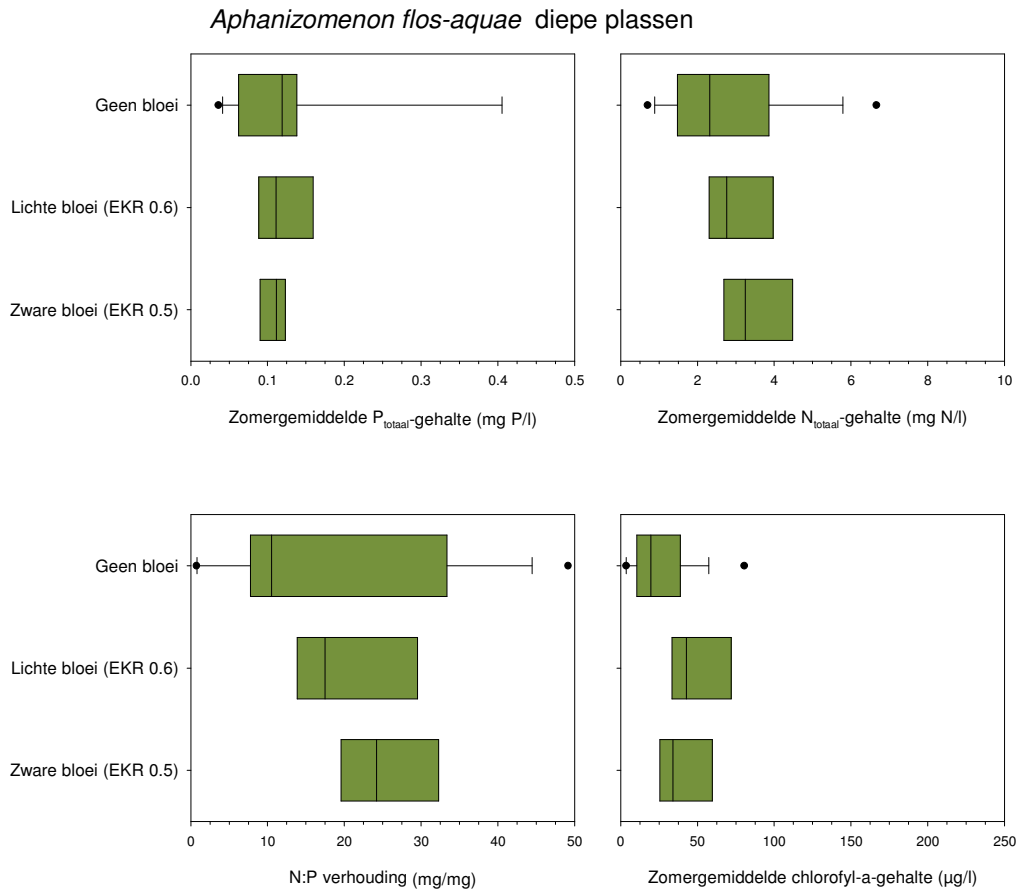 Aphanizomenon flos-aquae diepe plassen
Geen bloei
Lichte bloei (EKR 0.6)
Zware bloei (EKR 0.5)
0.0 0.1 0.2 0.3 0.4 0.5
Zomergemiddelde Ptotaal-gehalte (mg P/l)
0 2 4 6 8 10
Zomergemiddelde Ntotaal-gehalte (mg N/l)
Geen bloei
Lichte bloei (EKR 0.6)
Zware bloei (EKR 0.5)
0 10 20 30 40 50
N:P verhouding (mg/mg)
0 50 100 150 200 250
Zomergemiddelde chlorofyl-a-gehalte (µg/l)